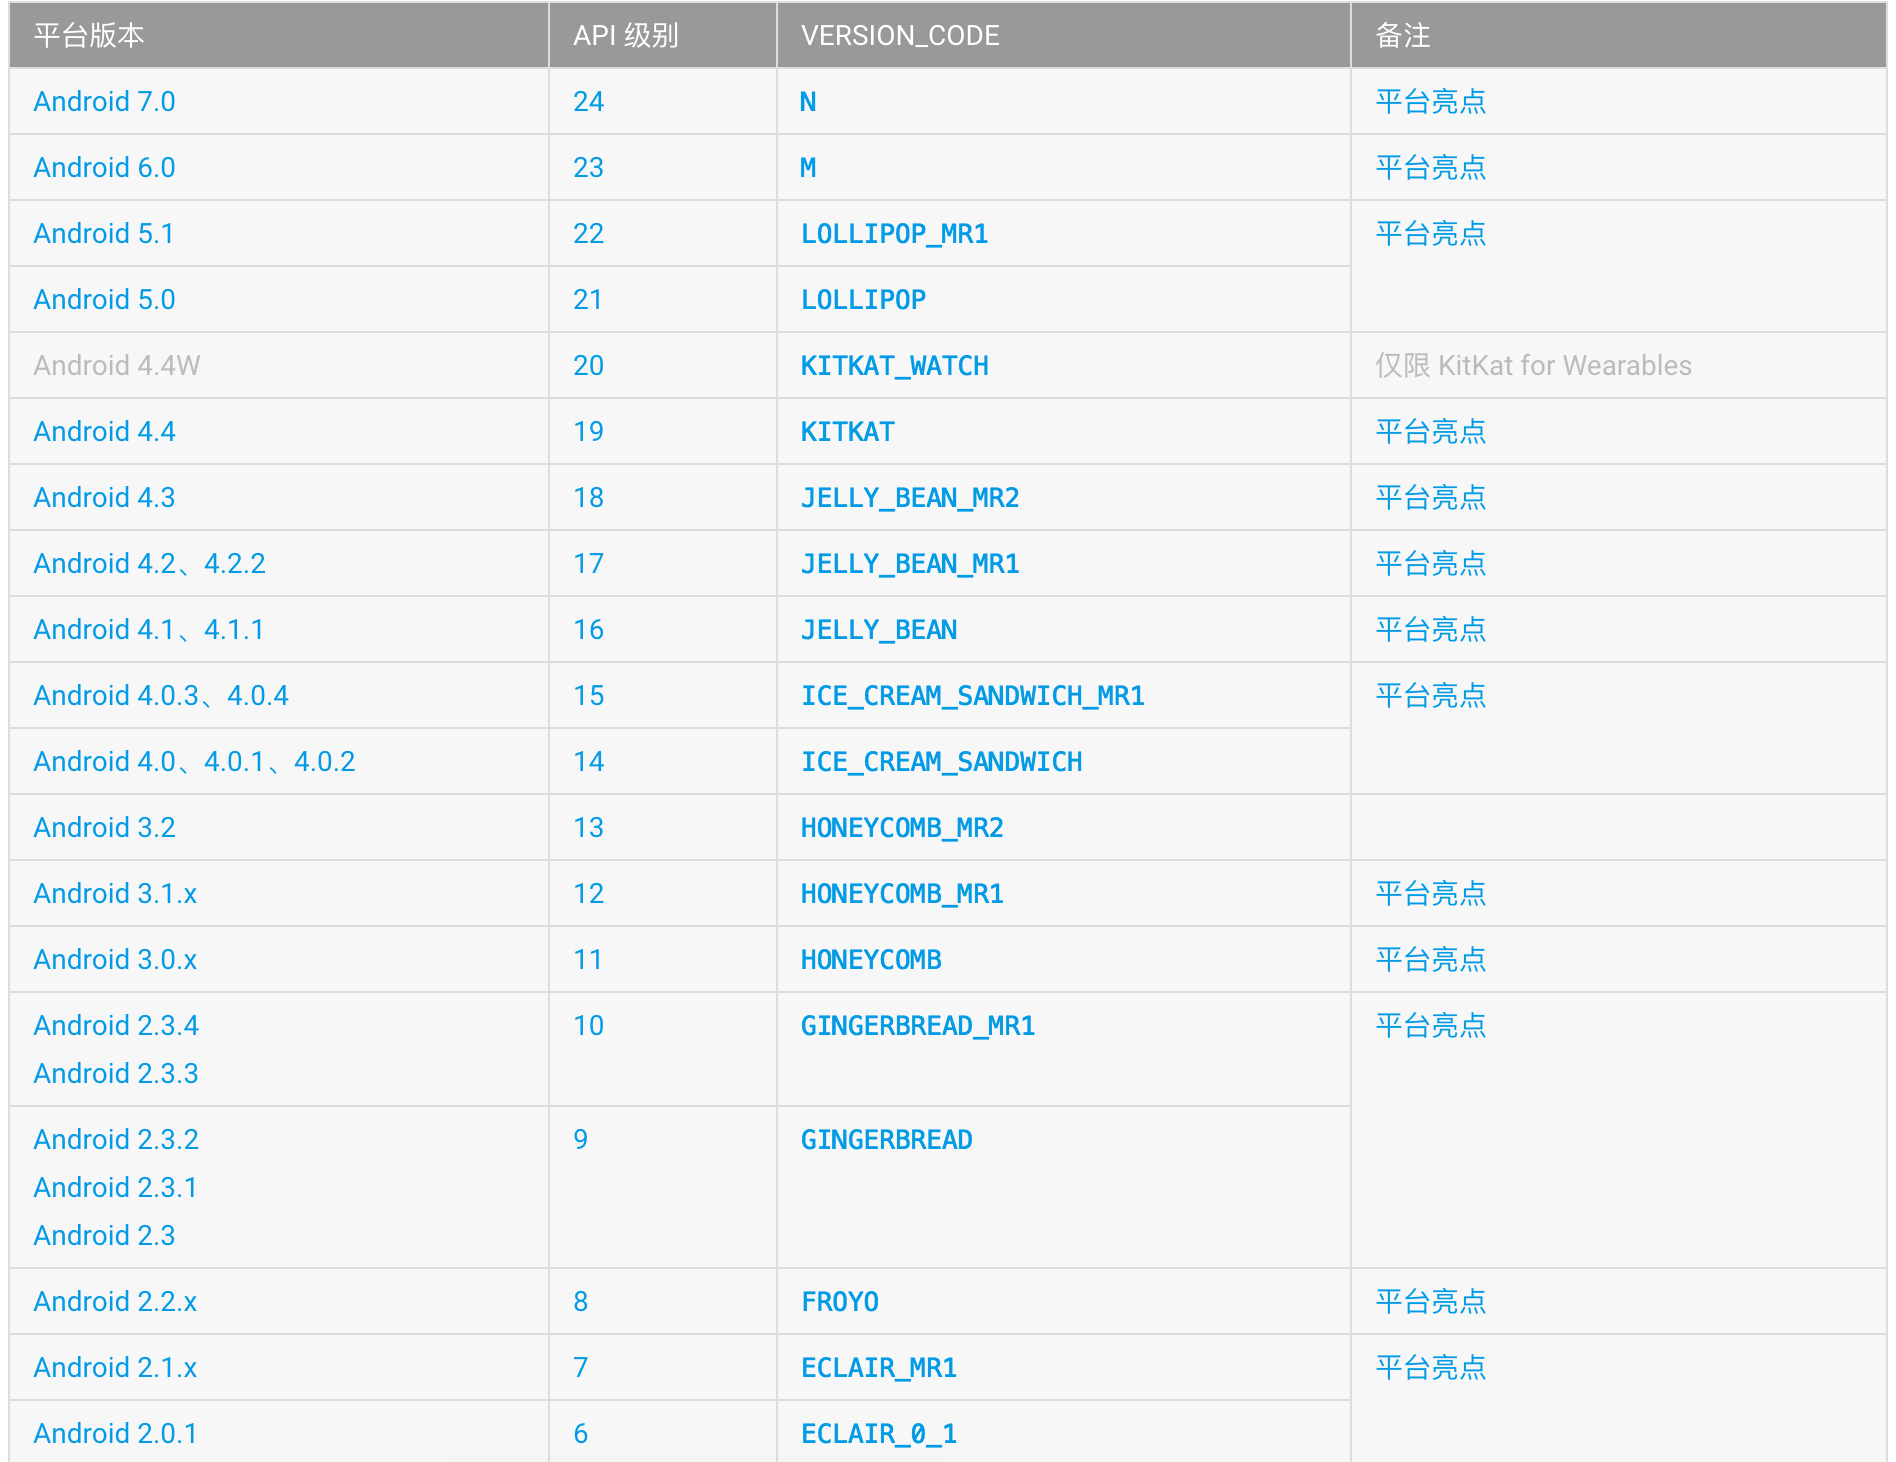 平台版本 API 级别 VERSION_CODE 备注
Android 7.0 24 N 平台亮点
Android 6.0 23 M 平台亮点
Android 5.1 22 LOLLIPOP_MR1 平台亮点
Android 5.0 21 LOLLIPOP
Android 4.4W 20 KITKAT_WATCH 仅限 KitKat for Wearables
Android 4.4 19 KITKAT 平台亮点
Android 4.3 18 JELLY_BEAN_MR2 平台亮点
Android 4.2、4.2.2 17 JELLY_BEAN_MR1 平台亮点
Android 4.1、4.1.1 16 JELLY_BEAN 平台亮点
Android 4.0.3、4.0.4 15 ICE_CREAM_SANDWICH_MR1 平台亮点
Android 4.0、4.0.1、4.0.2 14 ICE_CREAM_SANDWICH
Android 3.2 13 HONEYCOMB_MR2
Android 3.1.x 12 HONEYCOMB_MR1 平台亮点
Android 3.0.x 11 HONEYCOMB 平台亮点
Android 2.3.4 10 GINGERBREAD_MR1 平台亮点
Android 2.3.3
Android 2.3.2 9 GINGERBREAD
Android 2.3.1
Android 2.3
Android 2.2.x 8 FROYO 平台亮点
Android 2.1.x 7 ECLAIR_MR1 平台亮点
Android 2.0.1 6 ECLAIR_0_1